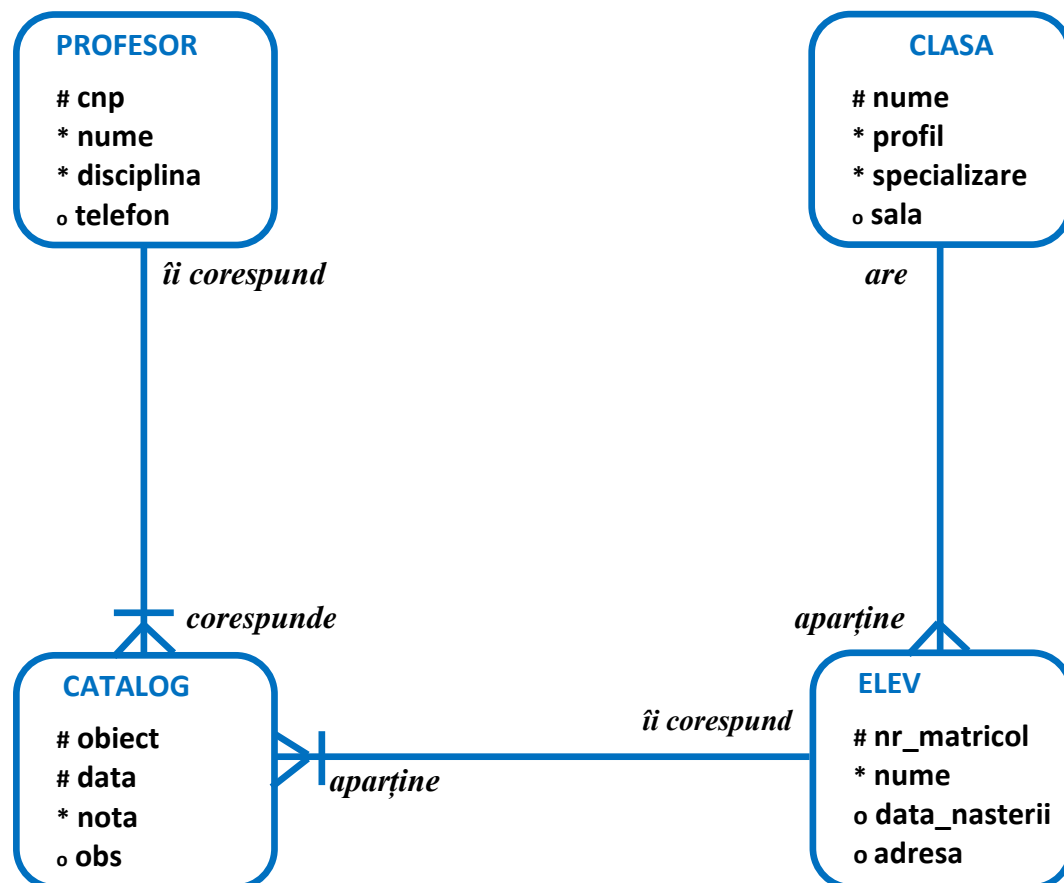 PROFESOR
# cnp
* nume
* disciplina
o telefon
CLASA
# nume
* profil
* specializare
o sala
îi corespund
are
corespunde
aparține
CATALOG
# obiect
# data
* nota
o obs
îi corespund
aparține
ELEV
# nr_matricol
* nume
o data_nasterii
o adresa